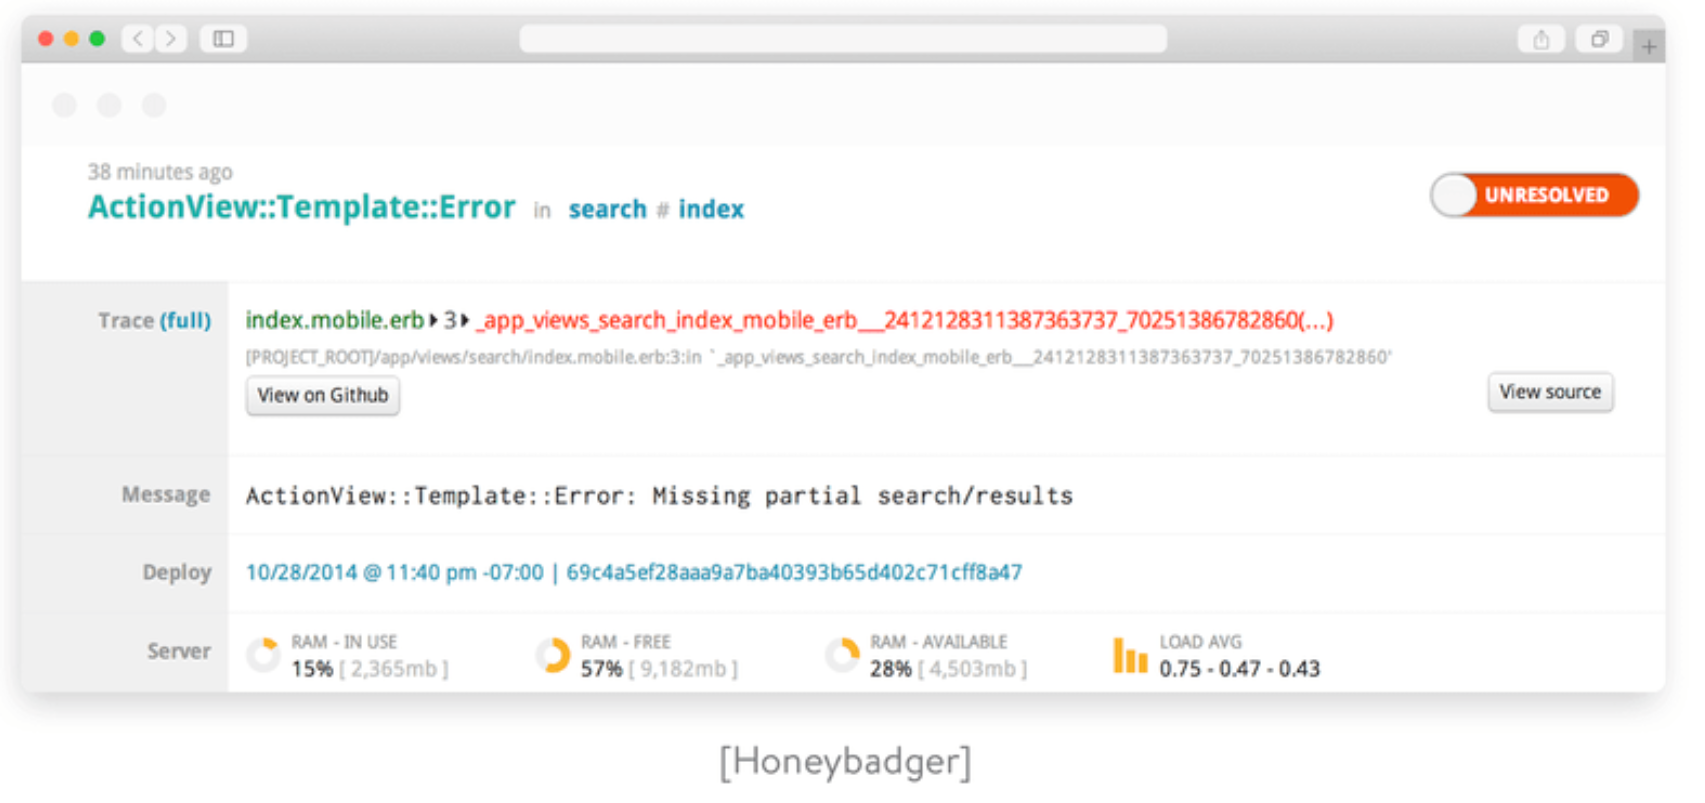 38 minutes ago
ActionView::Template::Error in search # index
UNRESOLVED
Trace (full)
index.mobile.erb 3 _app_views_search_index_mobile_erb___2412128311387363737_70251386782860(...)
[PROJECT_ROOT]/app/views/search/index.mobile.erb:3:in `_app_views_search_index_mobile_erb___2412128311387363737_70251386782860'
View on Github
View source
Message
ActionView::Template::Error: Missing partial search/results
Deploy
10/28/2014 @ 11:40 pm -07:00 | 69c4a5ef28aaa9a7ba40393b65d402c71cff8a47
Server
RAM - IN USE
15% [ 2,365mb ]
RAM - FREE
57% [ 9,182mb ]
RAM - AVAILABLE
28% [ 4,503mb ]
LOAD AVG
0.75 - 0.47 - 0.43
[Honeybadger]